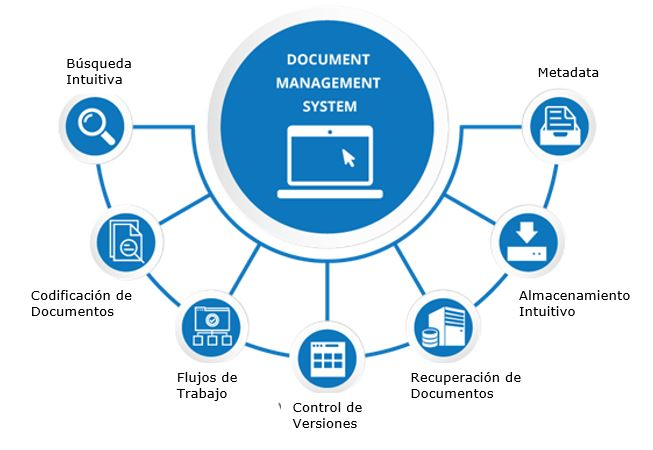 DOCUMENT
MANAGEMENT
SYSTEM
Búsqueda
Intuitiva
Metadata
Codificación de
Documentos
Almacenamiento
Intuitivo
Flujos de
Trabajo
Recuperación de
Documentos
Control de
Versiones